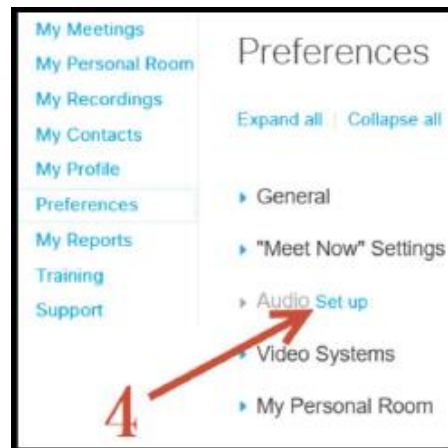 My Meetings
My Personal Room
My Recordings
My Contacts
My Profile
Preferences
My Reports
Training
Support
Preferences
Expand all | Collapse all
General
"Meet Now" Settings
Audio Set up
Video Systems
My Personal Room
4